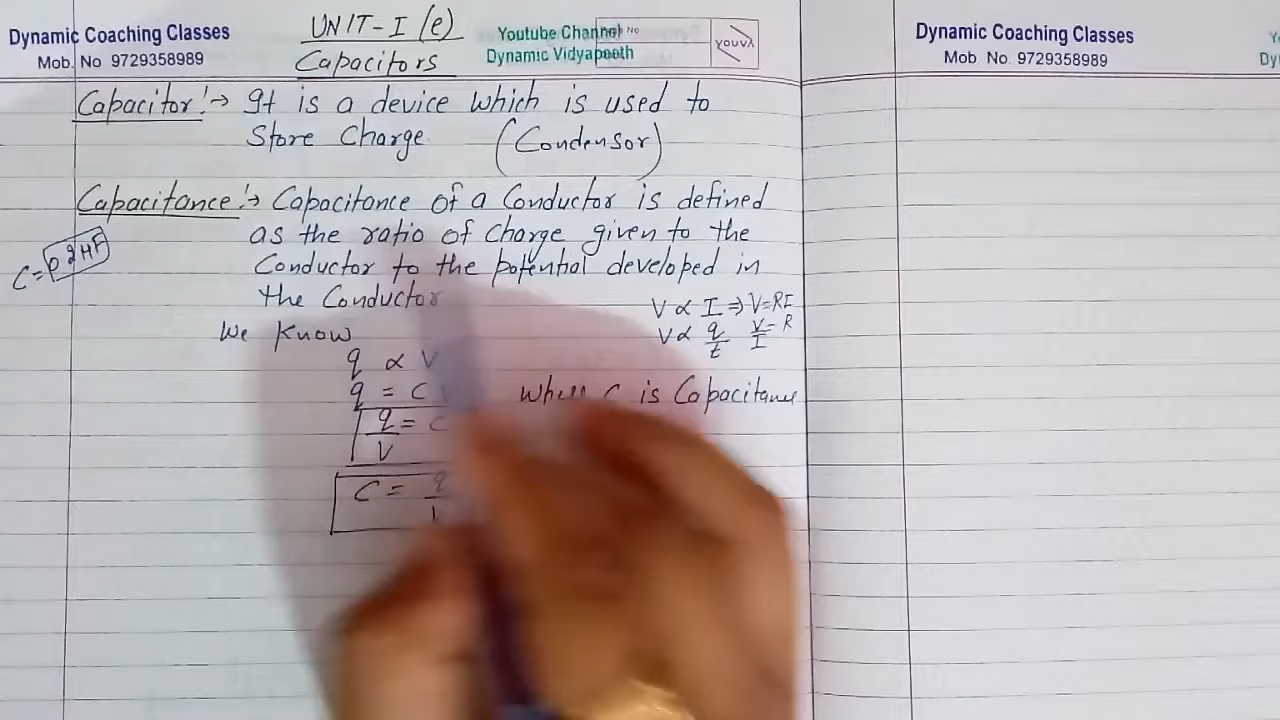 Dynamic Coaching Classes
Mob. No 9729358989
UNIT-I (e)
Capacitors
Youtube Channel
No
Dynamic Vidyapeeth
YOUVA
Dynamic Coaching Classes
Mob No 9729358989
Capacitor:→ It is a device which is used to
Store Charge. (Condensor)
Capacitance:→ Capacitance of a Conductor is defined
as the ratio of Charge given to the
Conductor to the potential developed in
the Conductor
C=
V ∝ I ⇒ V=RI
V ∝ q/t V/I = R
We Know
q ∝ V
q = C
where C is Capacitance
q/V = C
C = q